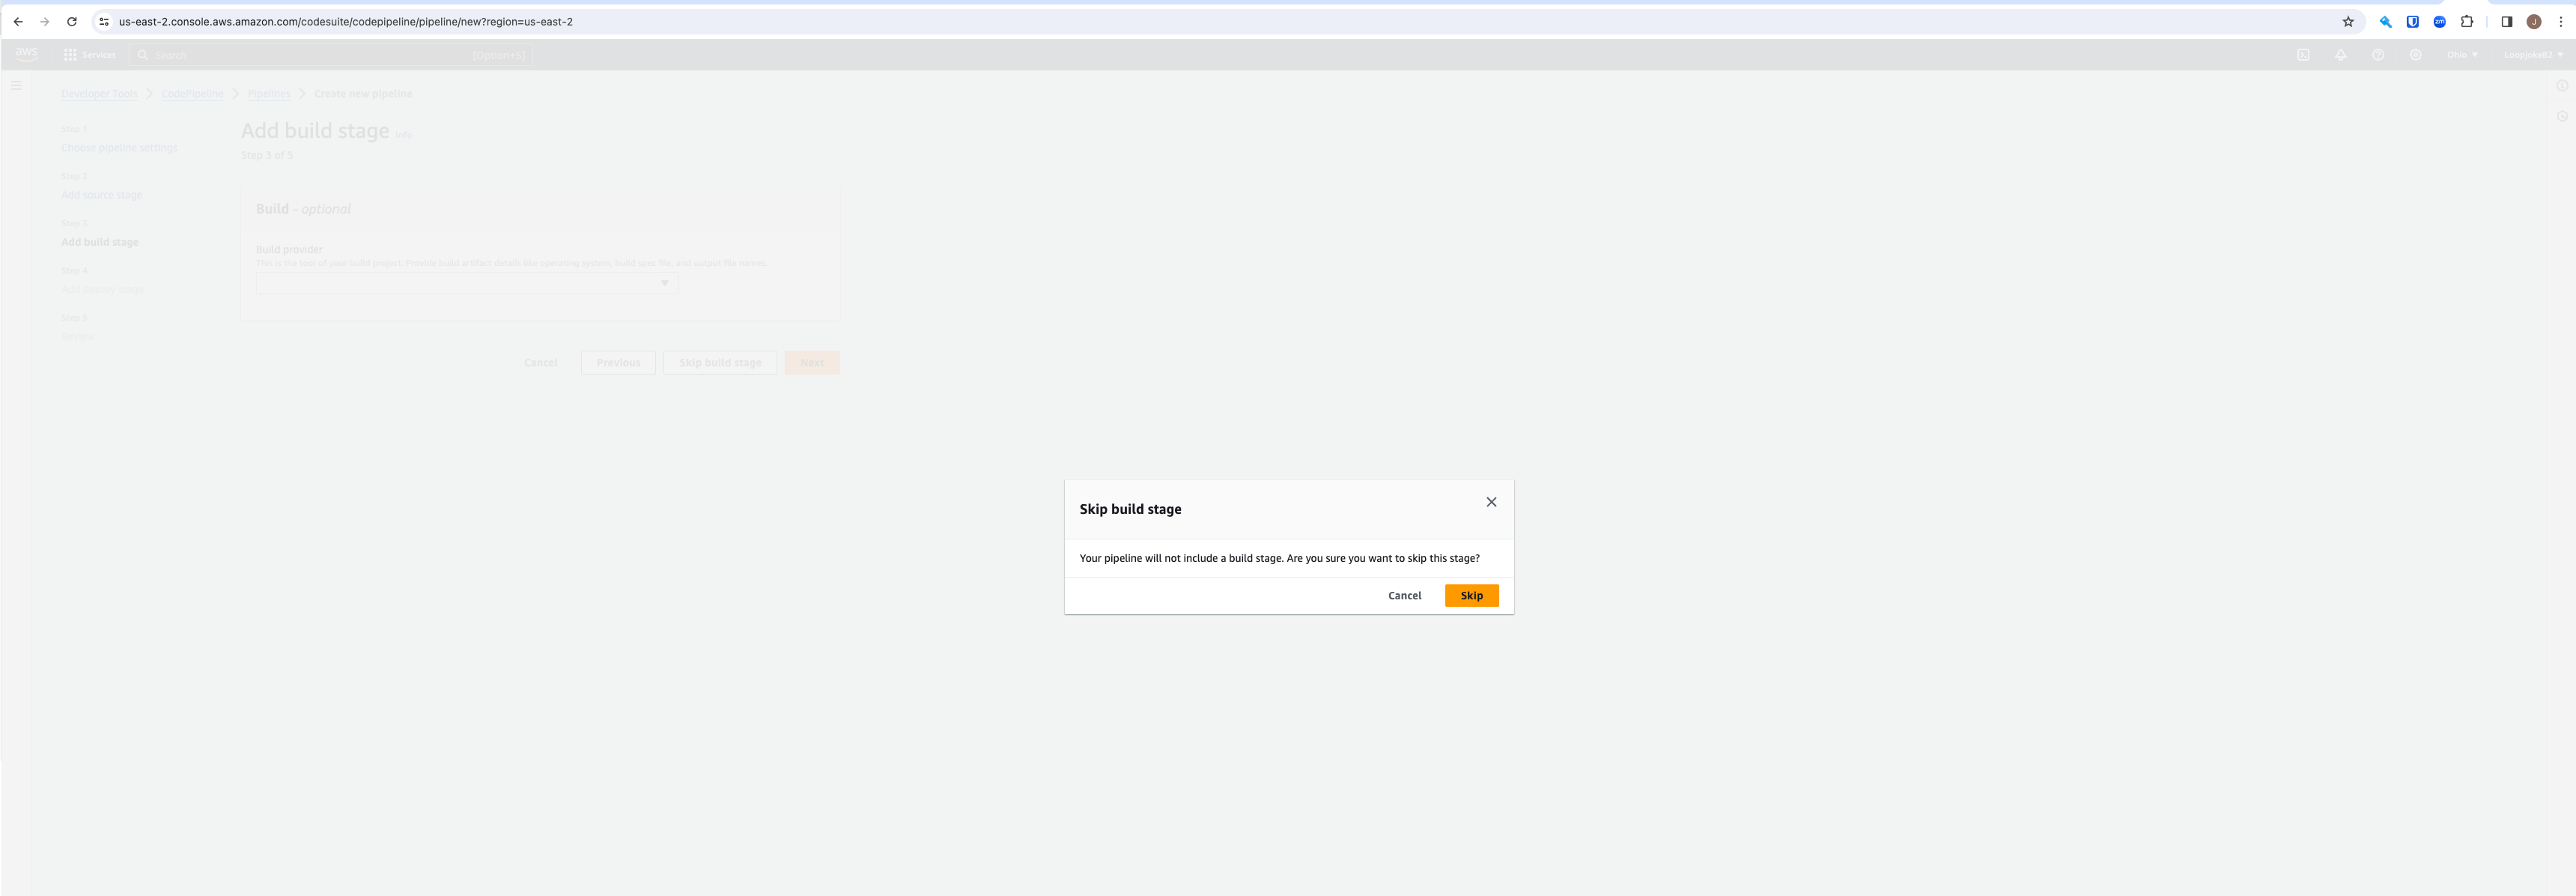 us-east-2.console.aws.amazon.com/codesuite/codepipeline/pipeline/new?region=us-east-2
aws
Services
Search
[Option+S]
Ohio
Developer Tools
CodePipeline
Pipelines
Create new pipeline
Step 1
Choose pipeline settings
Step 2
Add source stage
Step 3
Add build stage
Step 4
Add deploy stage
Step 5
Review
Add build stage Info
Step 3 of 5
Build - optional
Build provider
This is the tool of your build project. Provide build artifact details like operating system, build spec file, and output file names.
Cancel
Previous
Skip build stage
Next
Skip build stage
Your pipeline will not include a build stage. Are you sure you want to skip this stage?
Cancel
Skip
zm
J